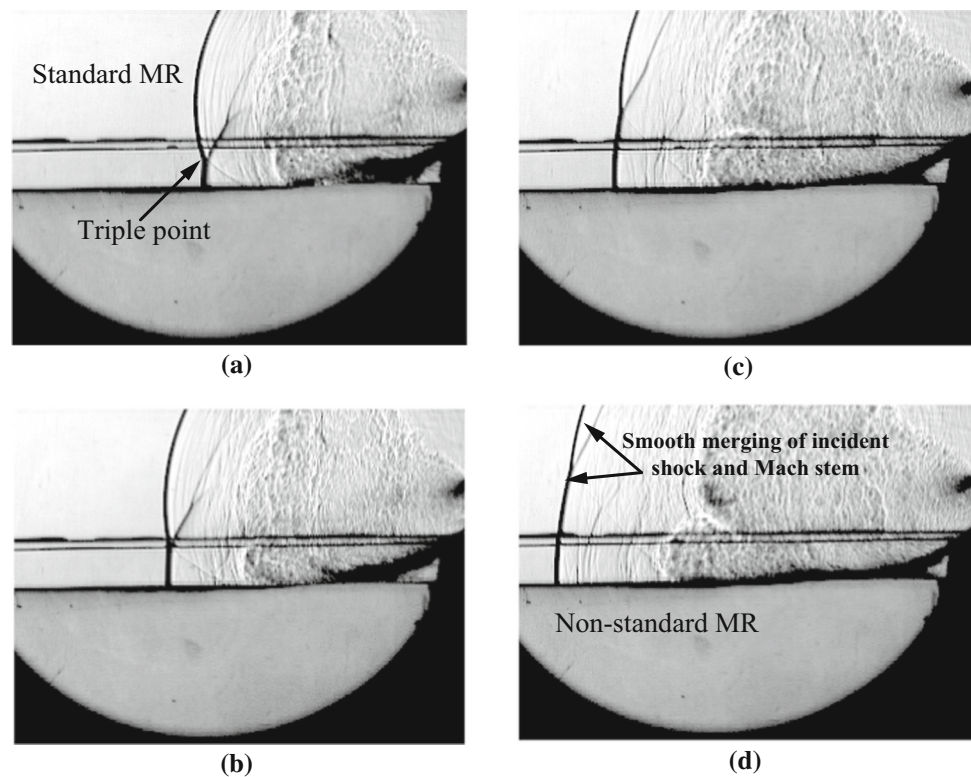 Standard MR
Triple point
(a)
(c)
(b)
Smooth merging of incident
shock and Mach stem
Non-standard MR
(d)